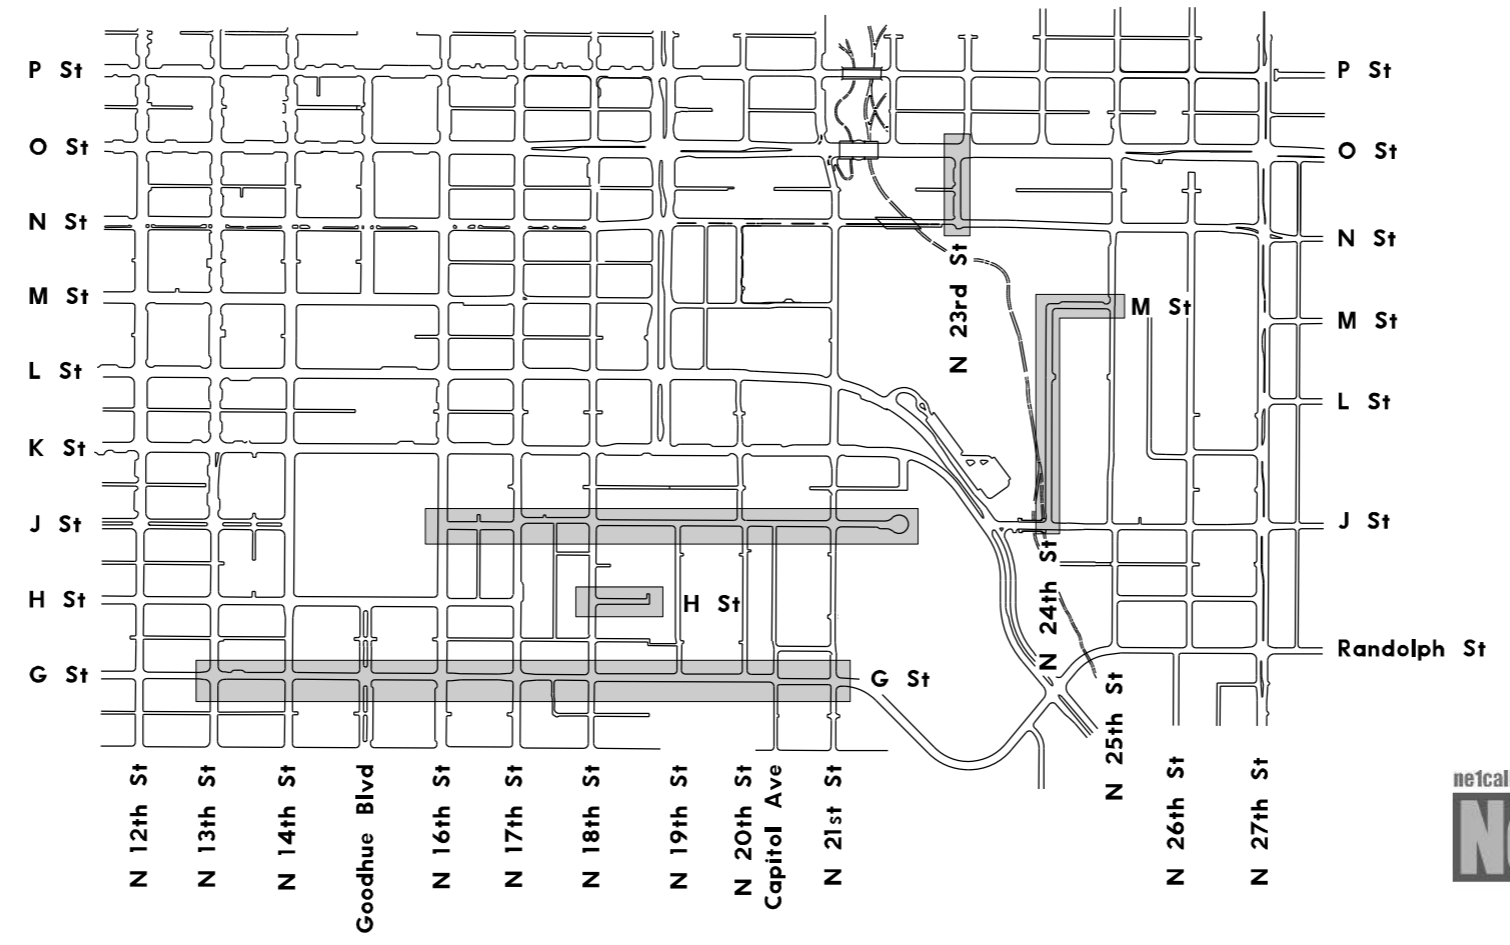 P St
P St
O St
O St
N St
N St
M St
M St
M St
L St
L St
K St
J St
J St
H St
H St
G St
G St
Randolph St
N 23rd St
N 24th St
N 25th St
N 12th St
N 13th St
N 14th St
Goodhue Blvd
N 16th St
N 17th St
N 18th St
N 19th St
N 20th St
Capitol Ave
N 21st St
N 26th St
N 27th St
ne1cal